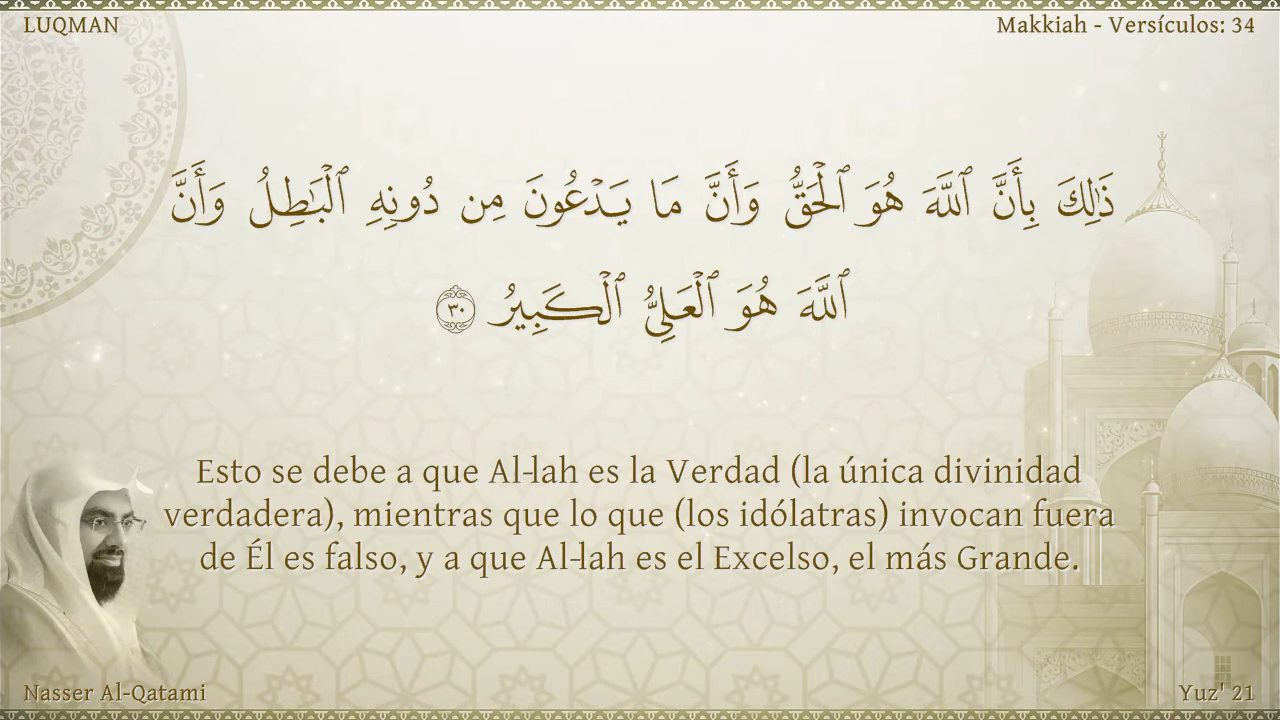 LUQMAN
Makkiah - Versículos: 34
ذَٰلِكَ بِأَنَّ ٱللَّهَ هُوَ ٱلْحَقُّ وَأَنَّ مَا يَدْعُونَ مِن دُونِهِ ٱلْبَـٰطِلُ وَأَنَّ
ٱللَّهَ هُوَ ٱلْعَلِىُّ ٱلْكَبِيرُ ٣٠
Esto se debe a que Al-lah es la Verdad (la única divinidad
verdadera), mientras que lo que (los idólatras) invocan fuera
de Él es falso, y a que Al-lah es el Excelso, el más Grande.
Nasser Al-Qatami
Yuz' 21